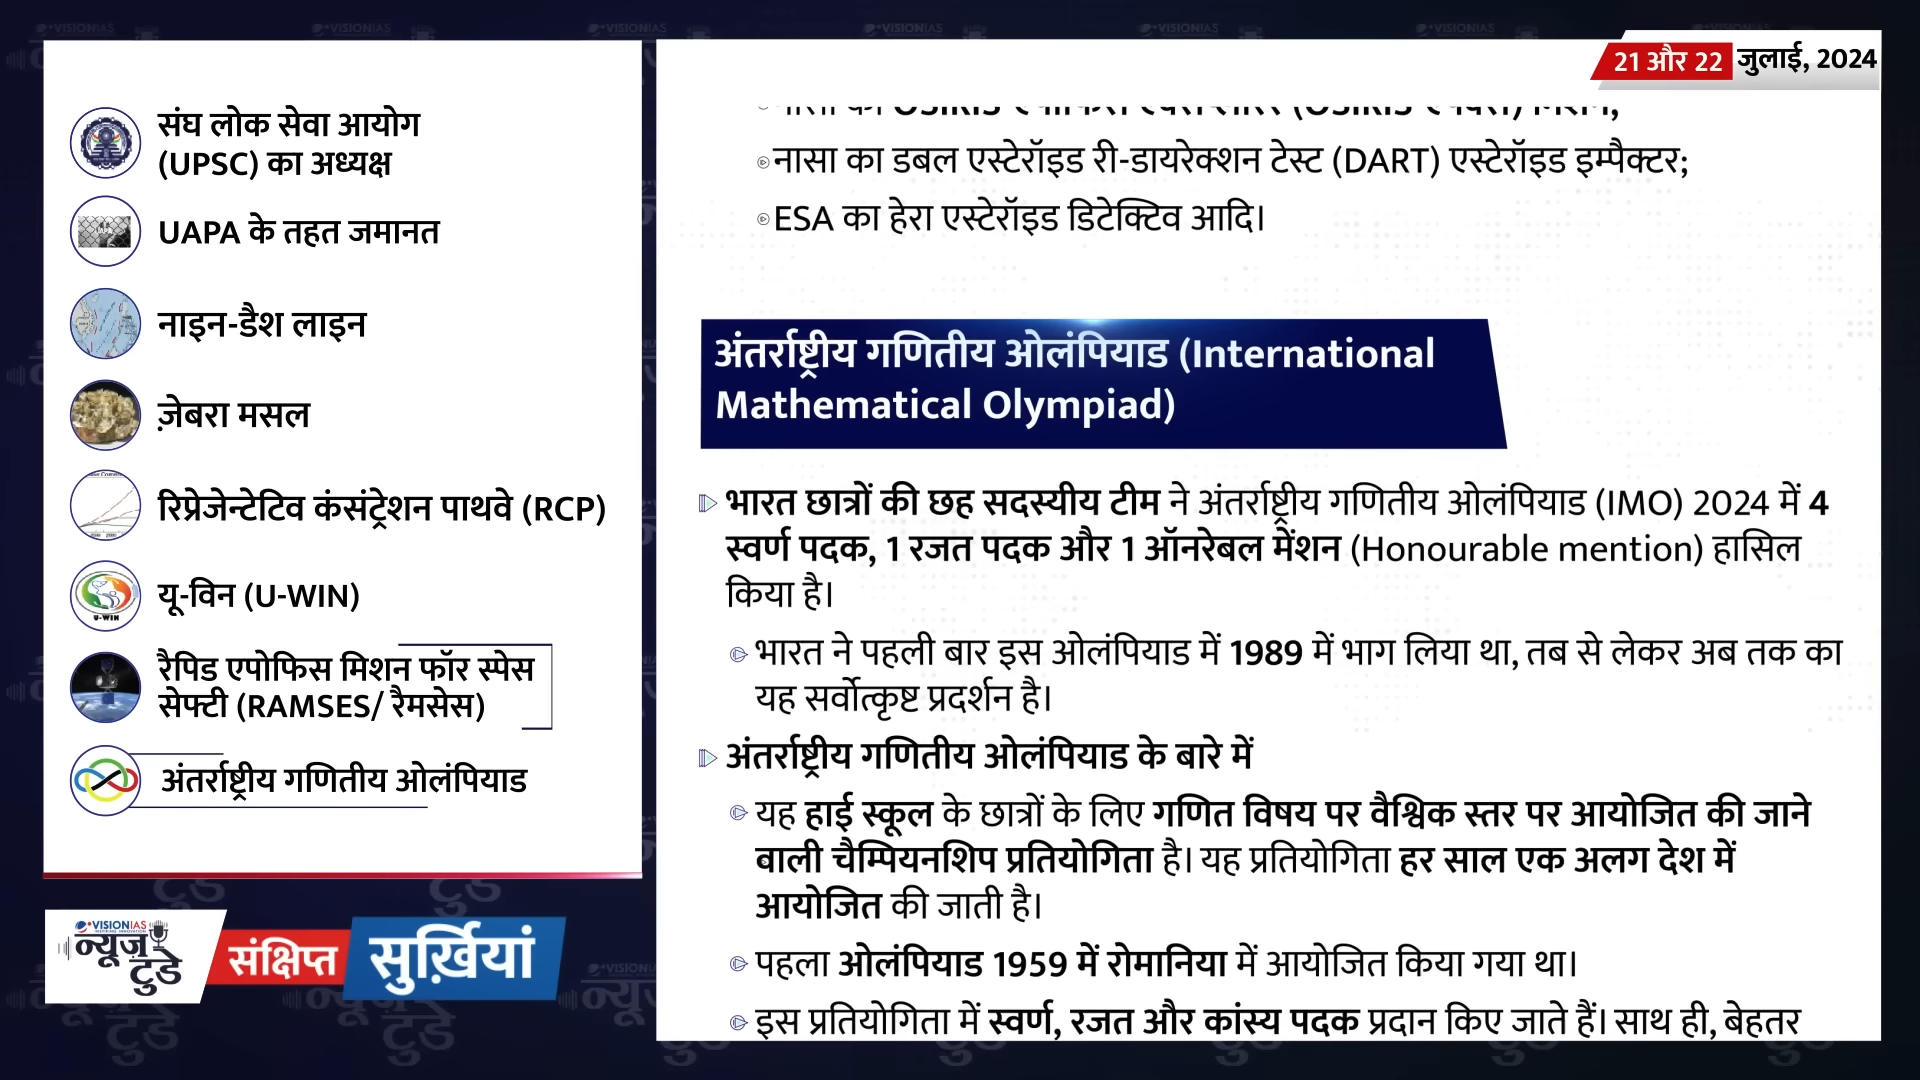 21 और 22 जुलाई, 2024
संघ लोक सेवा आयोग
(UPSC) का अध्यक्ष
UAPA के तहत जमानत
नाइन-डैश लाइन
ज़ेबरा मसल
रिप्रेजेन्टेटिव कंसंट्रेशन पाथवे (RCP)
यू-विन (U-WIN)
रैपिड एपोफिस मिशन फॉर स्पेस
सेफ्टी (RAMSES/ रैमसेस)
अंतर्राष्ट्रीय गणितीय ओलंपियाड
VISIONIAS
न्यूज़ टुडे
संक्षिप्त सुर्ख़ियां
नासा का डबल एस्टेरॉइड री-डायरेक्शन टेस्ट (DART) एस्टेरॉइड इम्पैक्टर;
ESA का हेरा एस्टेरॉइड डिटेक्टिव आदि।
अंतर्राष्ट्रीय गणितीय ओलंपियाड (International
Mathematical Olympiad)
भारत छात्रों की छह सदस्यीय टीम ने अंतर्राष्ट्रीय गणितीय ओलंपियाड (IMO) 2024 में 4
स्वर्ण पदक, 1 रजत पदक और 1 ऑनरेबल मेंशन (Honourable mention) हासिल
किया है।
भारत ने पहली बार इस ओलंपियाड में 1989 में भाग लिया था, तब से लेकर अब तक का
यह सर्वोत्कृष्ट प्रदर्शन है।
अंतर्राष्ट्रीय गणितीय ओलंपियाड के बारे में
यह हाई स्कूल के छात्रों के लिए गणित विषय पर वैश्विक स्तर पर आयोजित की जाने
वाली चैम्पियनशिप प्रतियोगिता है। यह प्रतियोगिता हर साल एक अलग देश में
आयोजित की जाती है।
पहला ओलंपियाड 1959 में रोमानिया में आयोजित किया गया था।
इस प्रतियोगिता में स्वर्ण, रजत और कांस्य पदक प्रदान किए जाते हैं। साथ ही, बेहतर